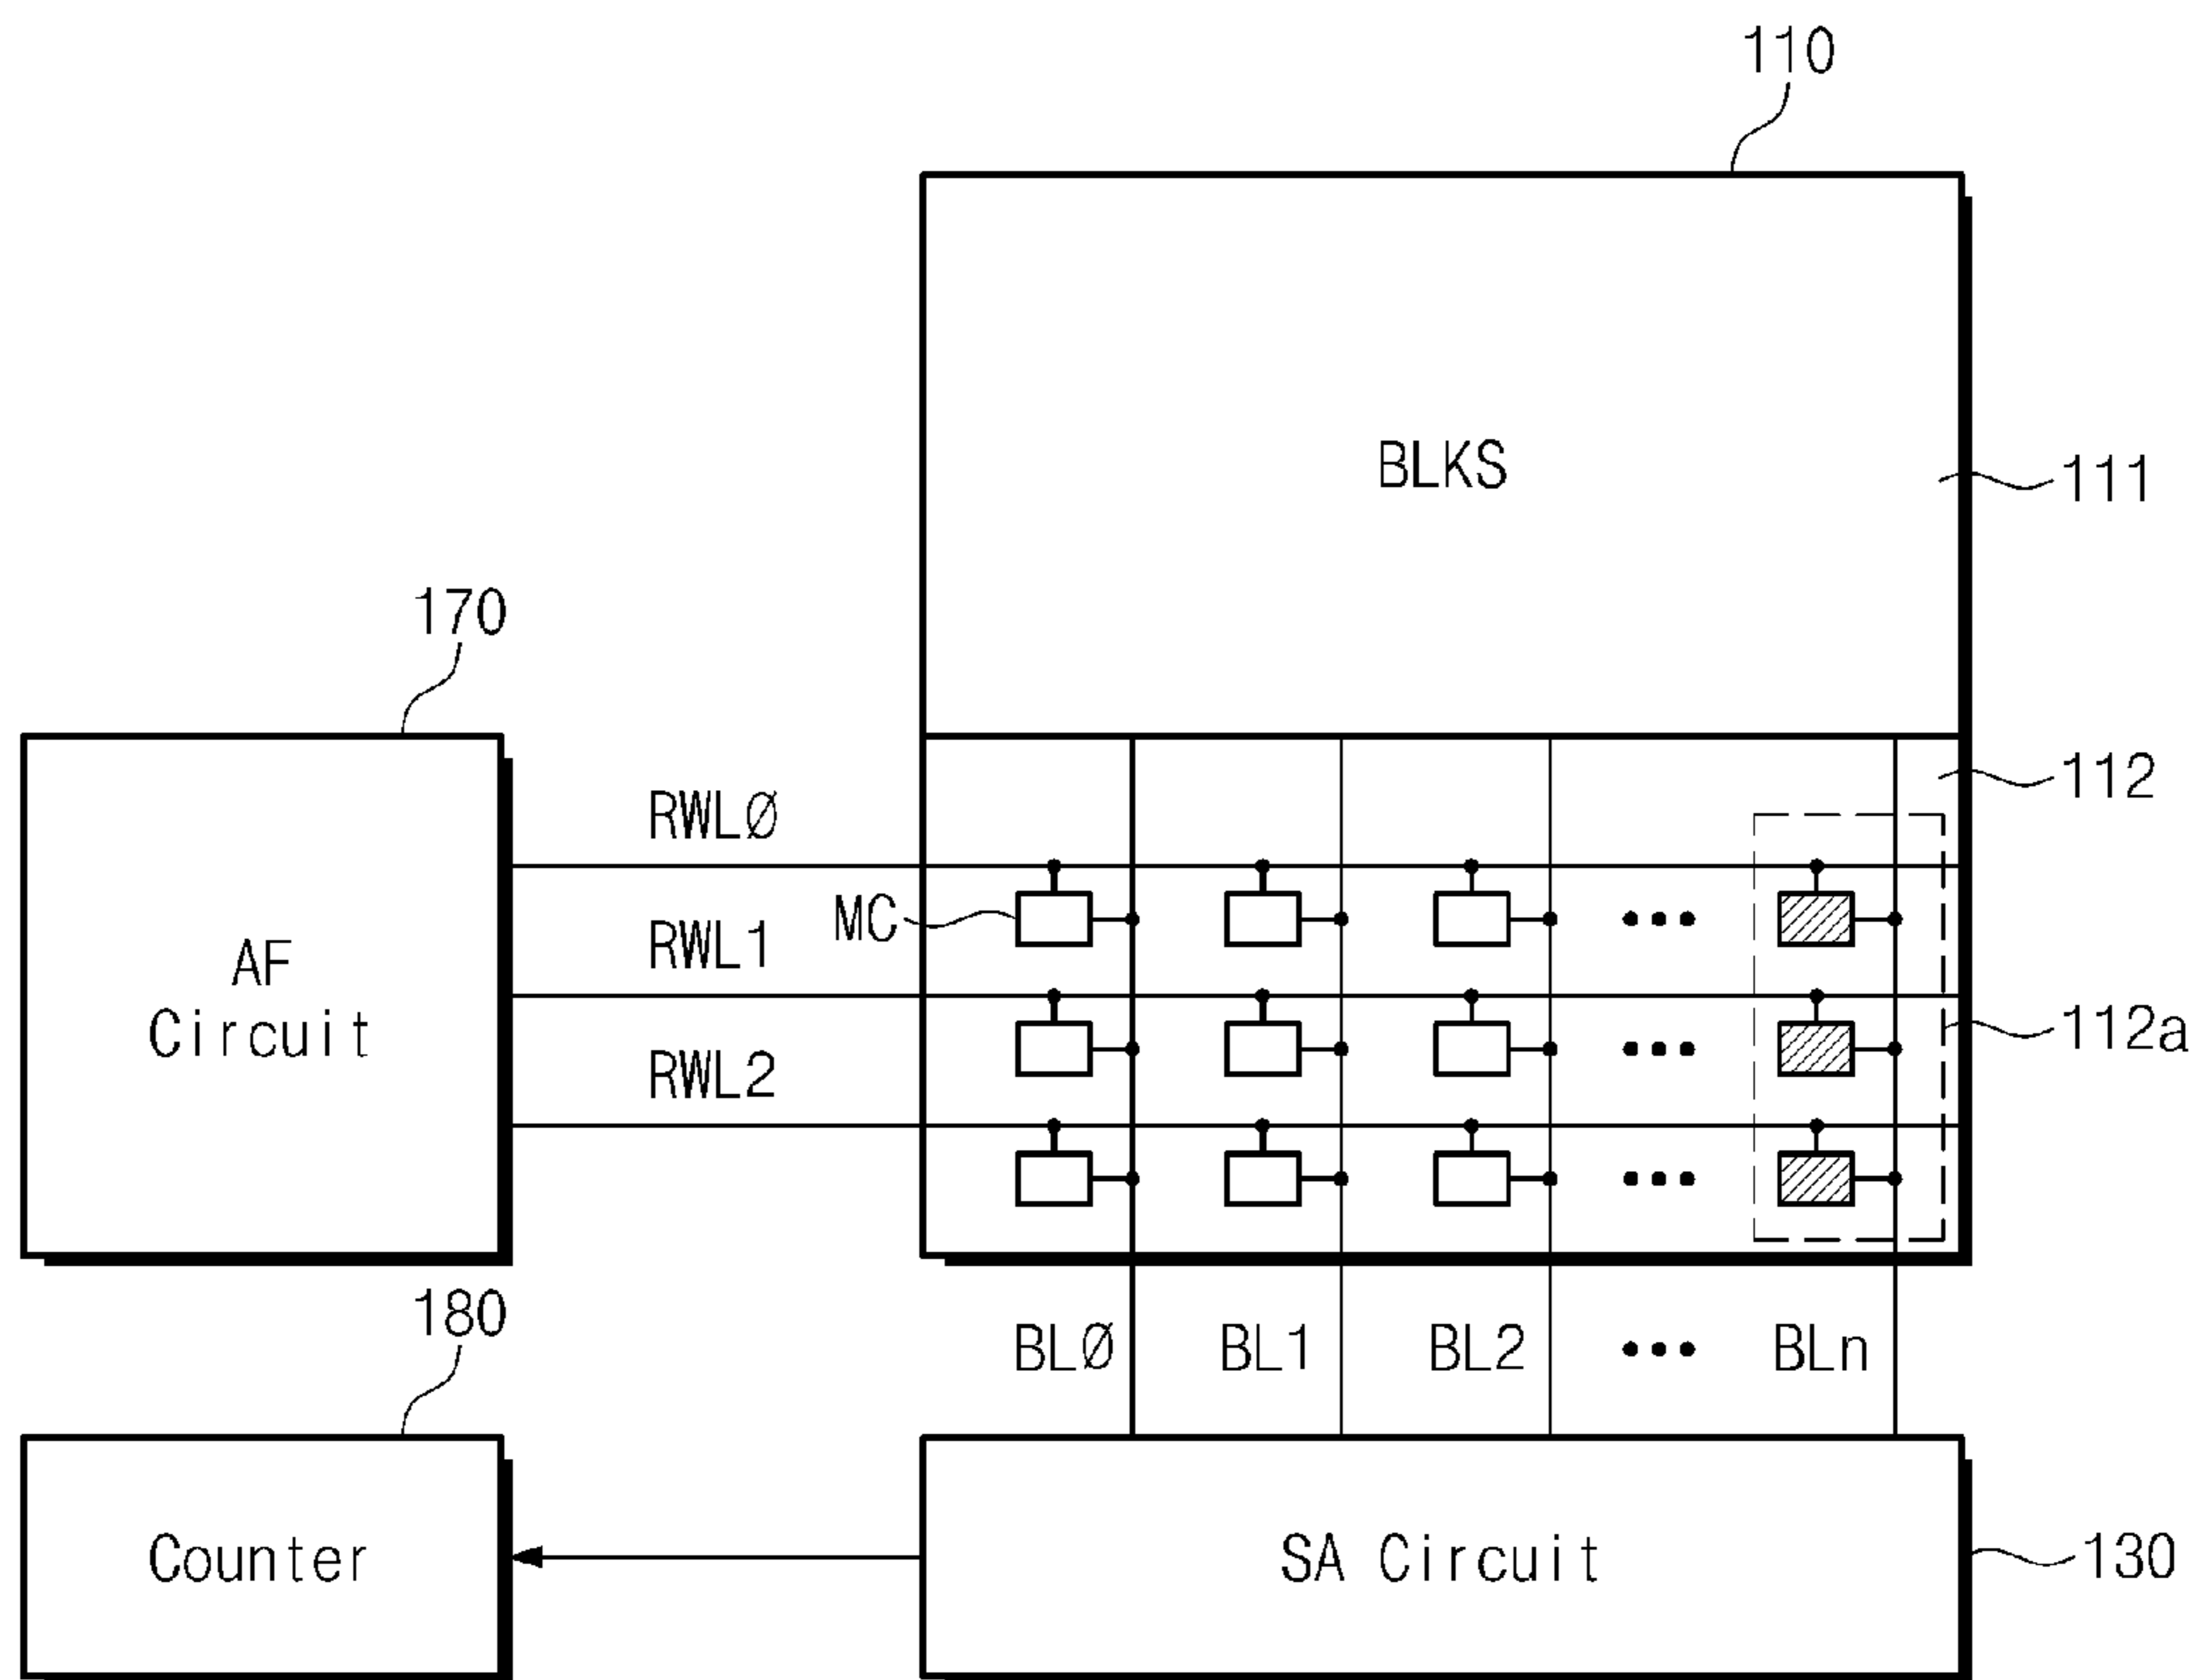 110
BLKS
111
170
112
RWLØ
MC
RWL1
AF
Circuit
112a
RWL2
180
BLØ
BL1
BL2
•••
BLn
Counter
SA Circuit
130